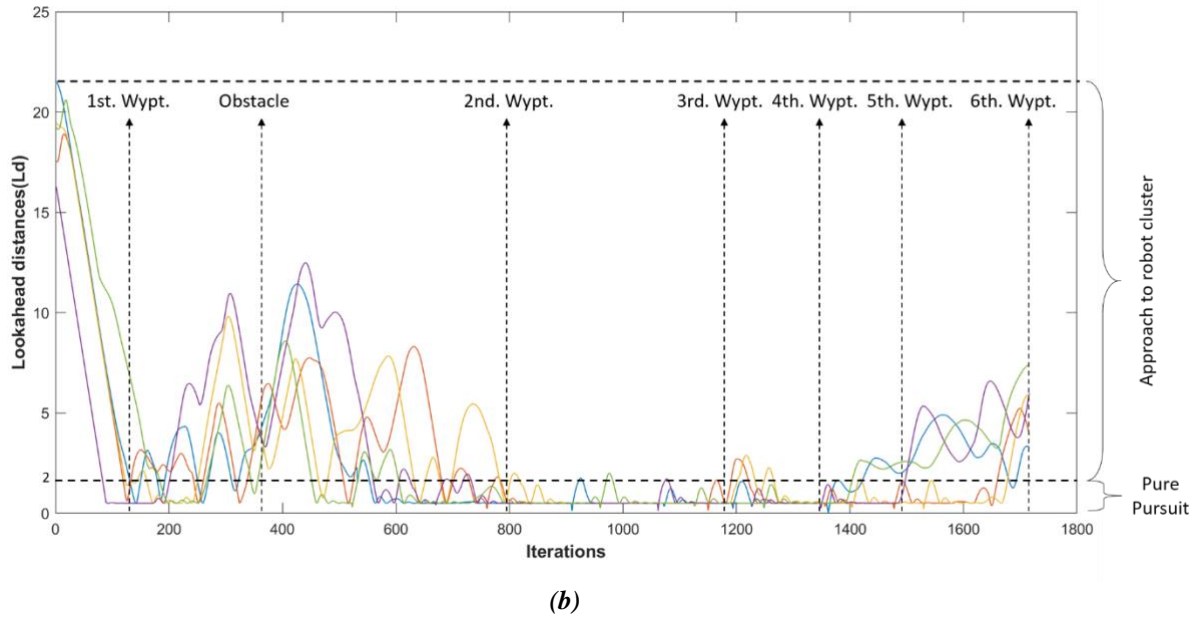 25
20
15
10
5
2
0
Lookahead distances(Ld)
1st. Wypt.
Obstacle
2nd. Wypt.
3rd. Wypt.
4th. Wypt.
5th. Wypt.
6th. Wypt.
0
200
400
600
800
1000
1200
1400
1600
1800
Iterations
Approach to robot cluster
Pure
Pursuit
(b)